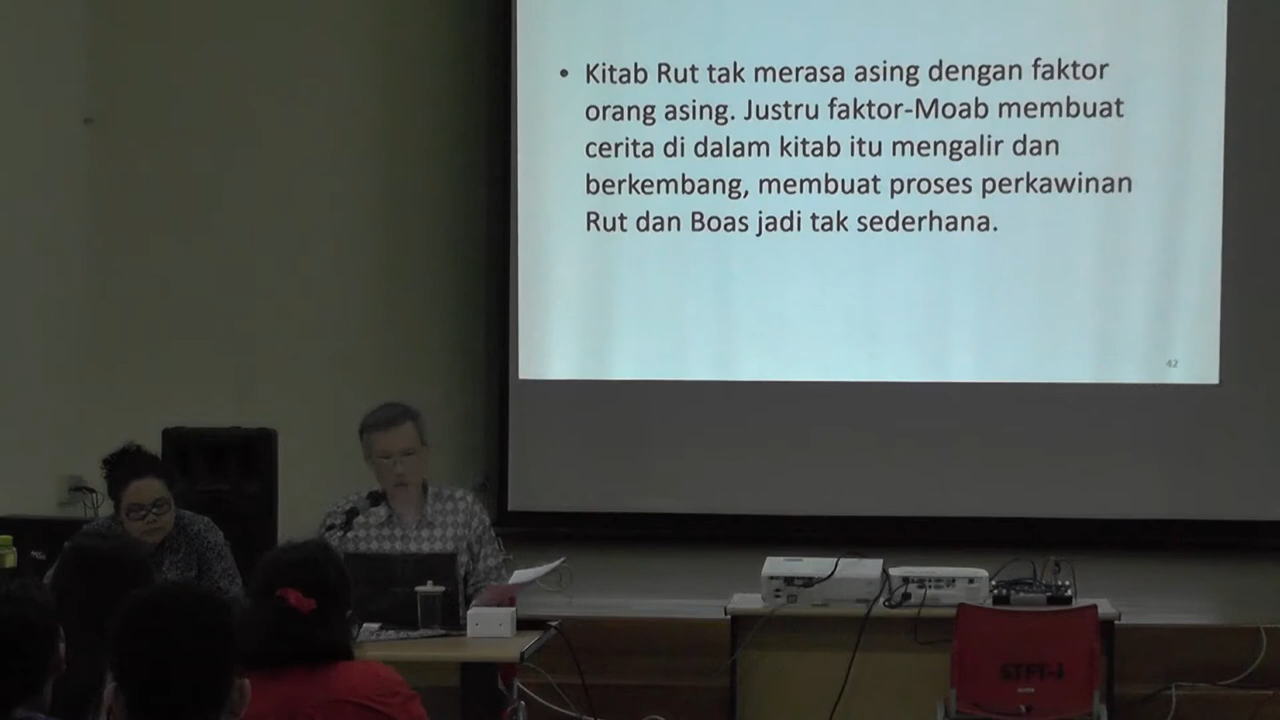 • Kitab Rut tak merasa asing dengan faktor
orang asing. Justru faktor-Moab membuat
cerita di dalam kitab itu mengalir dan
berkembang, membuat proses perkawinan
Rut dan Boas jadi tak sederhana.
42
STFT-J